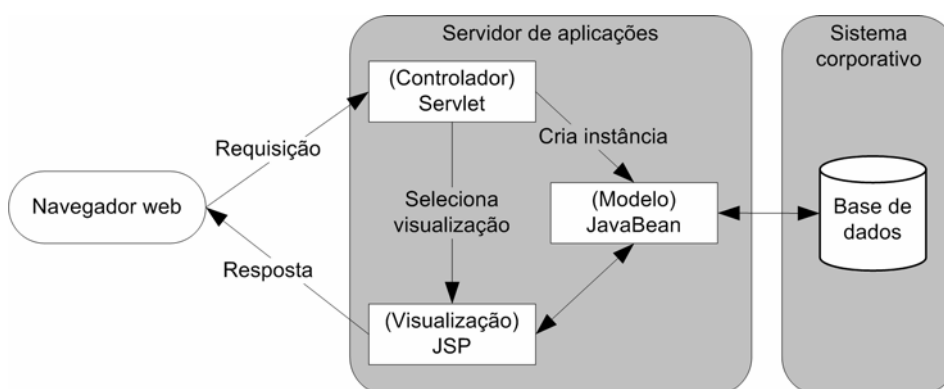 Servidor de aplicações
Sistema
corporativo
(Controlador)
Servlet
Requisição
Cria instância
Navegador web
Seleciona
visualização
(Modelo)
JavaBean
Base de
dados
Resposta
(Visualização)
JSP